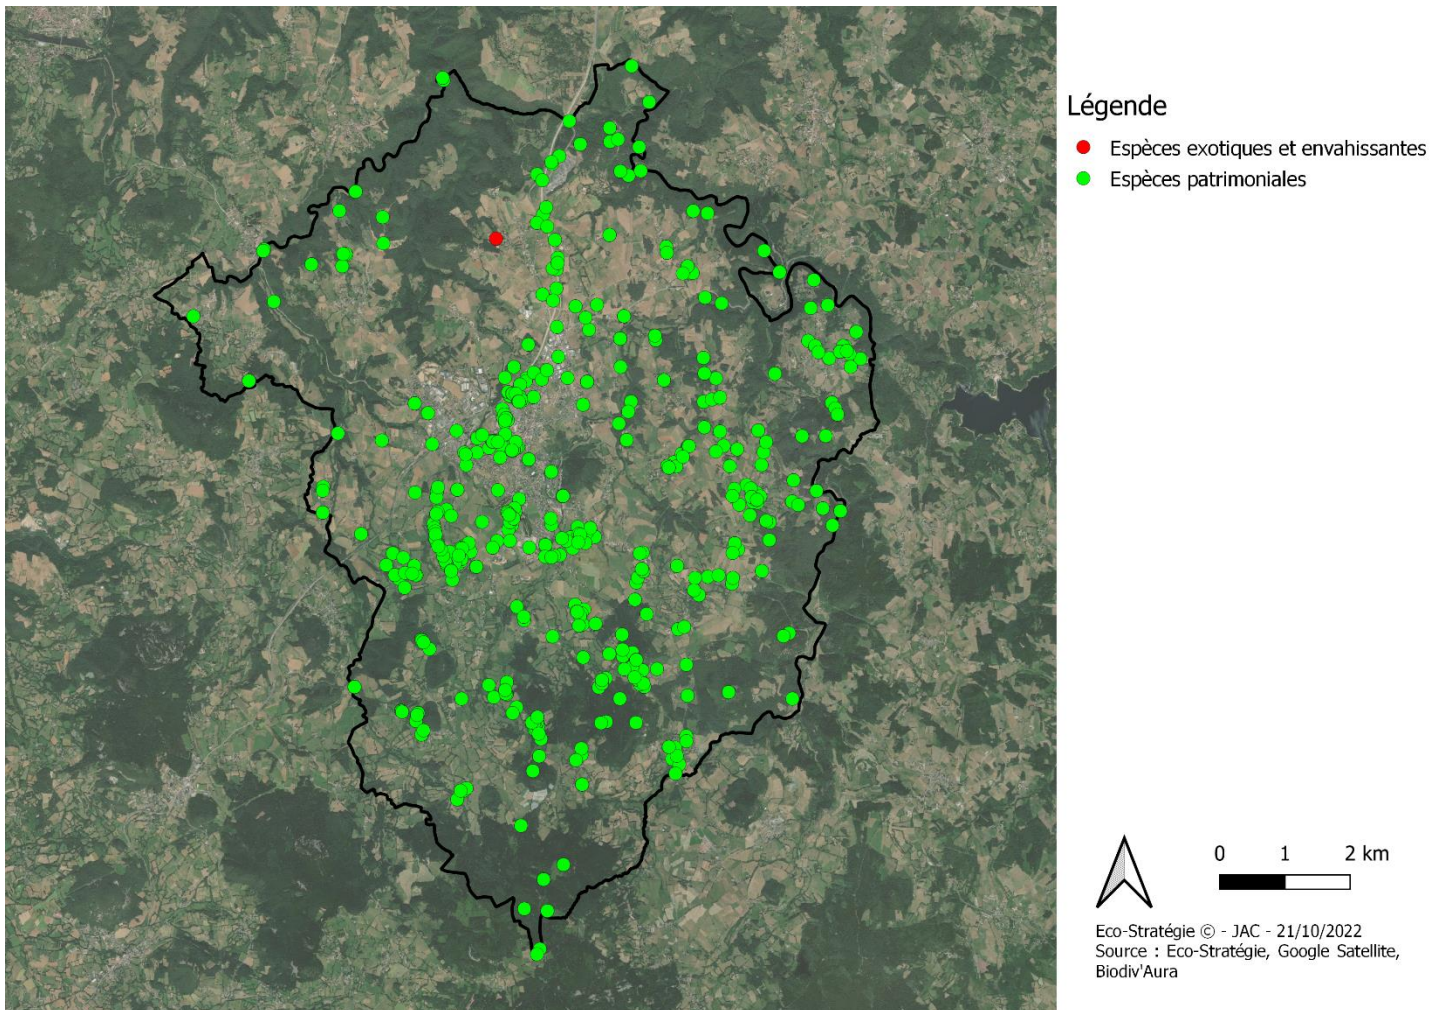 Légende
Espèces exotiques et envahissantes
Espèces patrimoniales
0 1 2 km
Eco-Stratégie © - JAC - 21/10/2022
Source : Eco-Stratégie, Google Satellite,
Biodiv'Aura